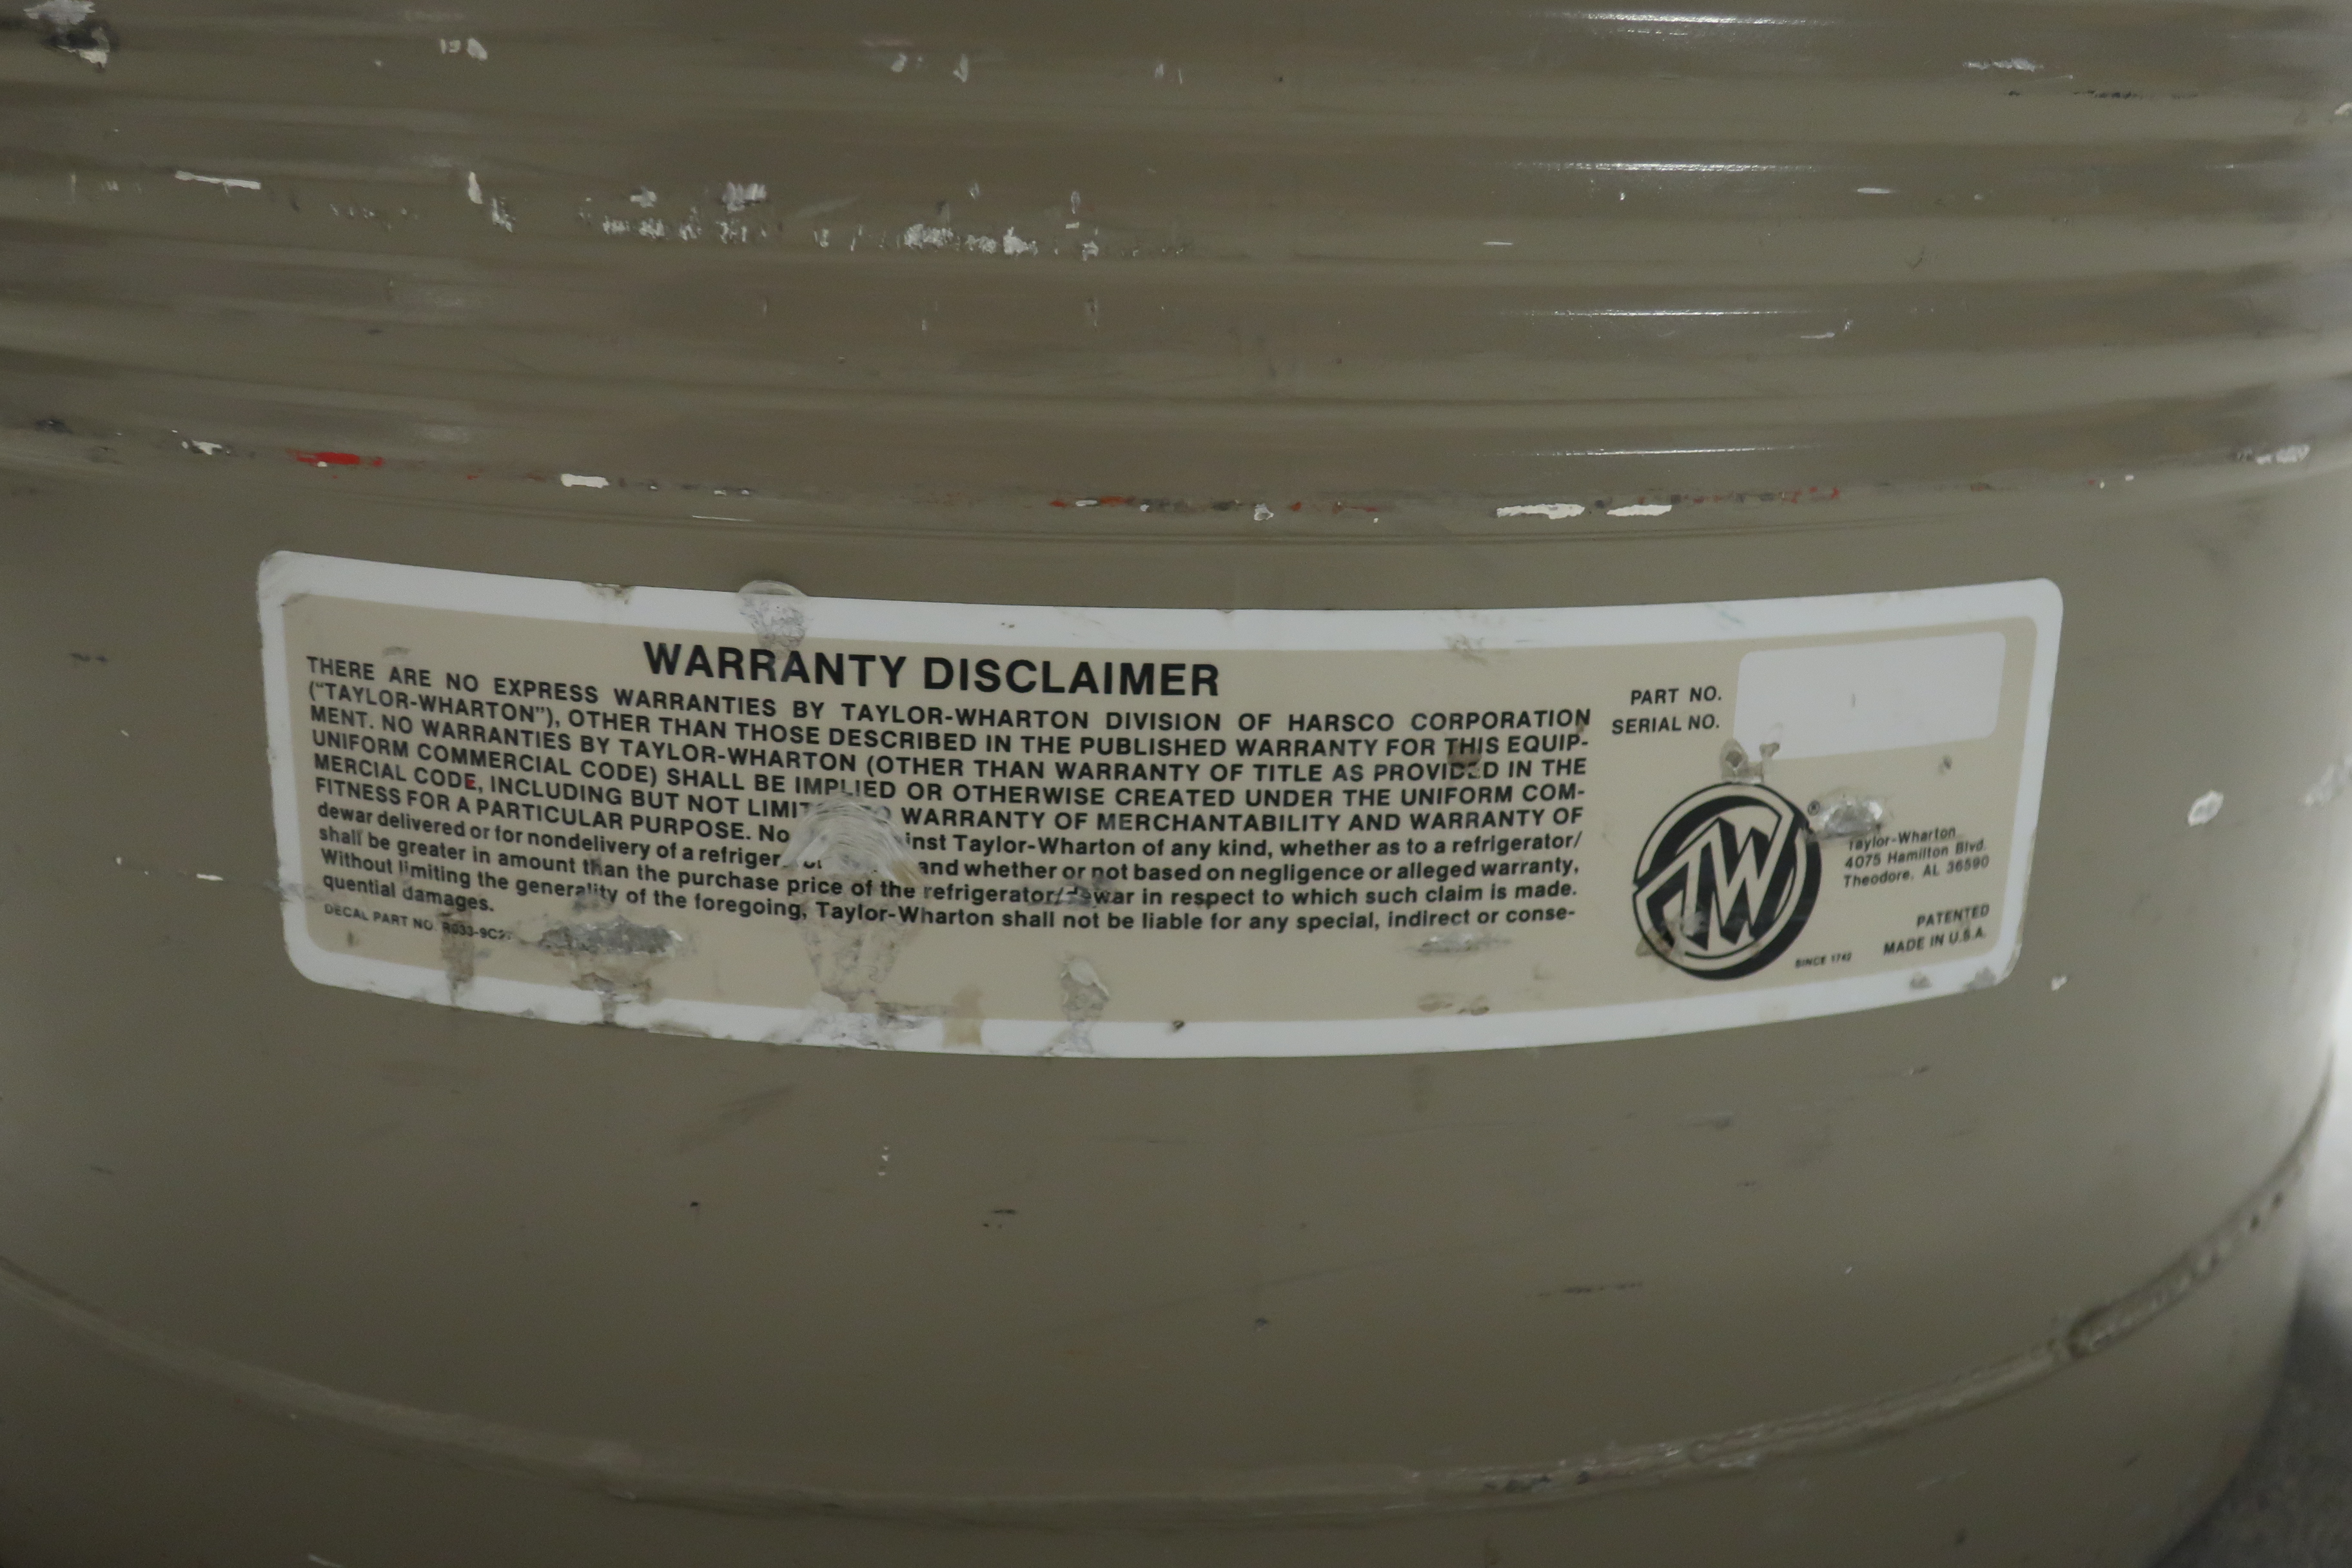 WARRANTY DISCLAIMER
THERE ARE NO EXPRESS WARRANTIES BY TAYLOR-WHARTON DIVISION OF HARSCO CORPORATION
("TAYLOR-WHARTON"), OTHER THAN THOSE DESCRIBED IN THE PUBLISHED WARRANTY FOR THIS EQUIP-
MENT. NO WARRANTIES BY TAYLOR-WHARTON (OTHER THAN WARRANTY OF TITLE AS PROVIDED IN THE
UNIFORM COMMERCIAL CODE) SHALL BE IMPLIED OR OTHERWISE CREATED UNDER THE UNIFORM COM-
MERCIAL CODE, INCLUDING BUT NOT WARRANTY OF MERCHANTABILITY AND WARRANTY OF
FITNESS FOR A PARTICULAR PURPOSE. No Taylor-Wharton of any kind, whether as to a refrigerator/
dewar delivered or for nondelivery of a and whether or not based on negligence or alleged warranty,
shall be greater in amount than the purchase price of the refrigerator/dewar in respect to which such claim is made.
Without limiting the generality of the foregoing, Taylor-Wharton shall not be liable for any special, indirect or conse-
quential damages.
DECAL PART NO.
PART NO.
SERIAL NO.
TW
®
Taylor-Wharton
4075 Hamilton Blvd.
Theodore, AL 36590
SINCE 1742
PATENTED
MADE IN U.S.A.